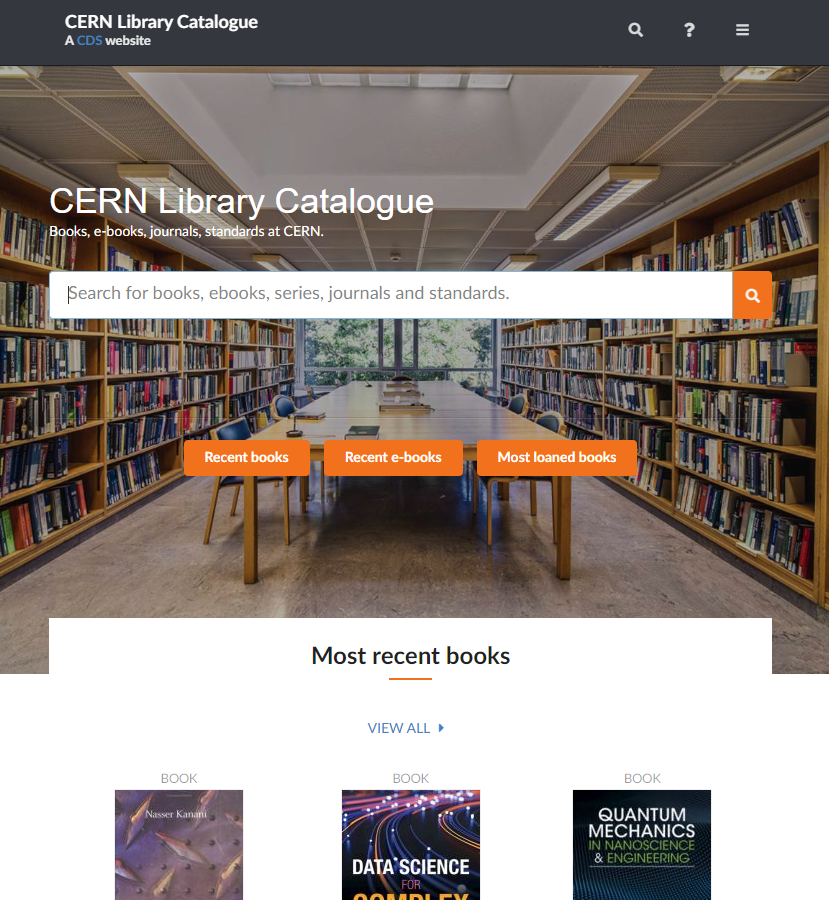 CERN Library Catalogue
A CDS website
CERN Library Catalogue
Books, e-books, journals, standards at CERN.
Search for books, ebooks, series, journals and standards.
Recent books
Recent e-books
Most loaned books
Most recent books
VIEW ALL
BOOK
BOOK
BOOK
Nasser Kanani
DATA SCIENCE
FOR
COMPLEX
QUANTUM
MECHANICS
IN NANOSCIENCE
& ENGINEERING